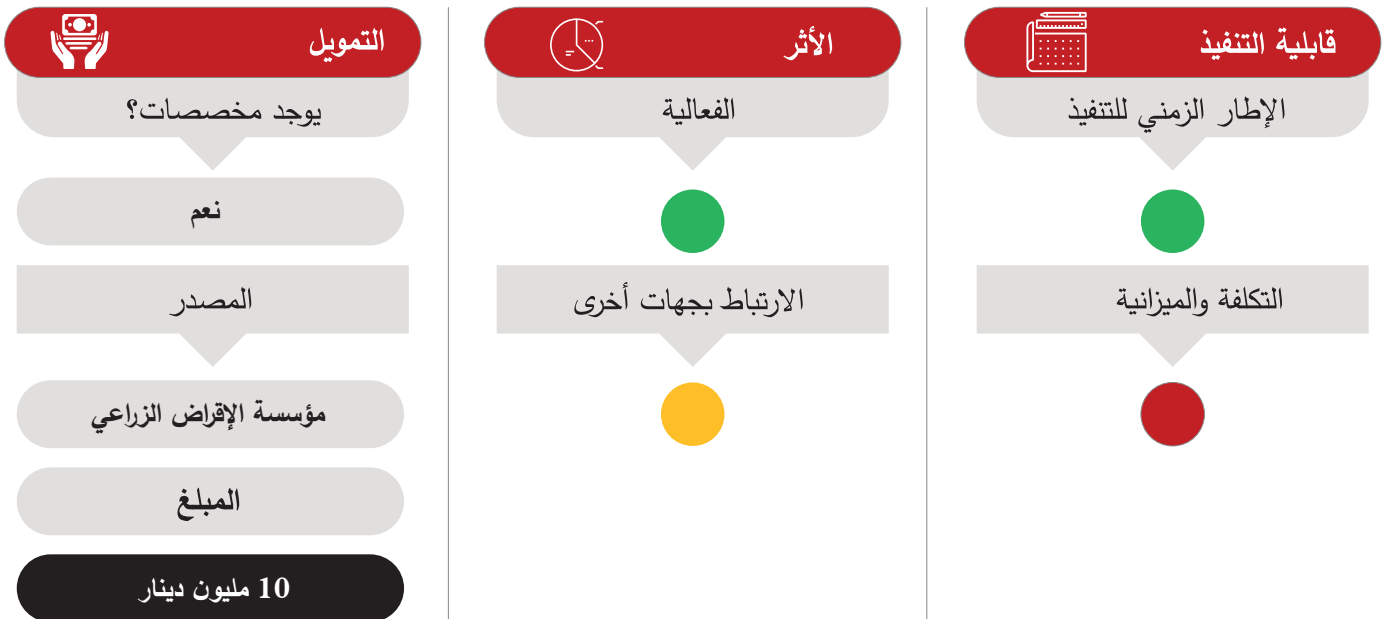 قابلية التنفيذ
الإطار الزمني للتنفيذ
التكلفة والميزانية
الأثر
الفعالية
الارتباط بجهات أخرى
التمويل
يوجد مخصصات؟
نعم
المصدر
مؤسسة الإقراض الزراعي
المبلغ
10 مليون دينار